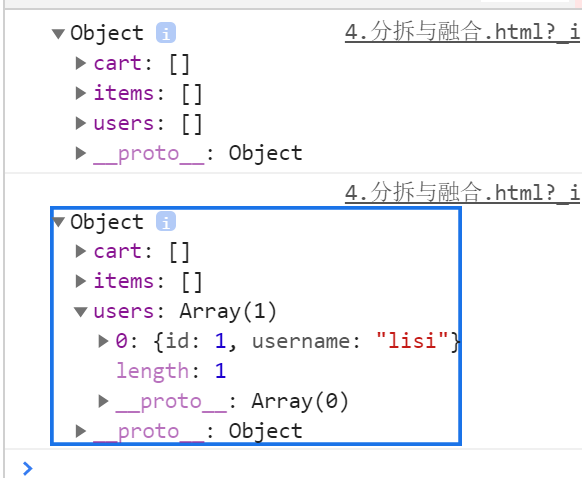 Object i 4.分拆与融合.html?_i
cart: []
items: []
users: []
__proto__: Object
4.分拆与融合.html?_i
Object i
cart: []
items: []
users: Array(1)
0: {id: 1, username: "lisi"}
length: 1
__proto__: Array(0)
__proto__: Object